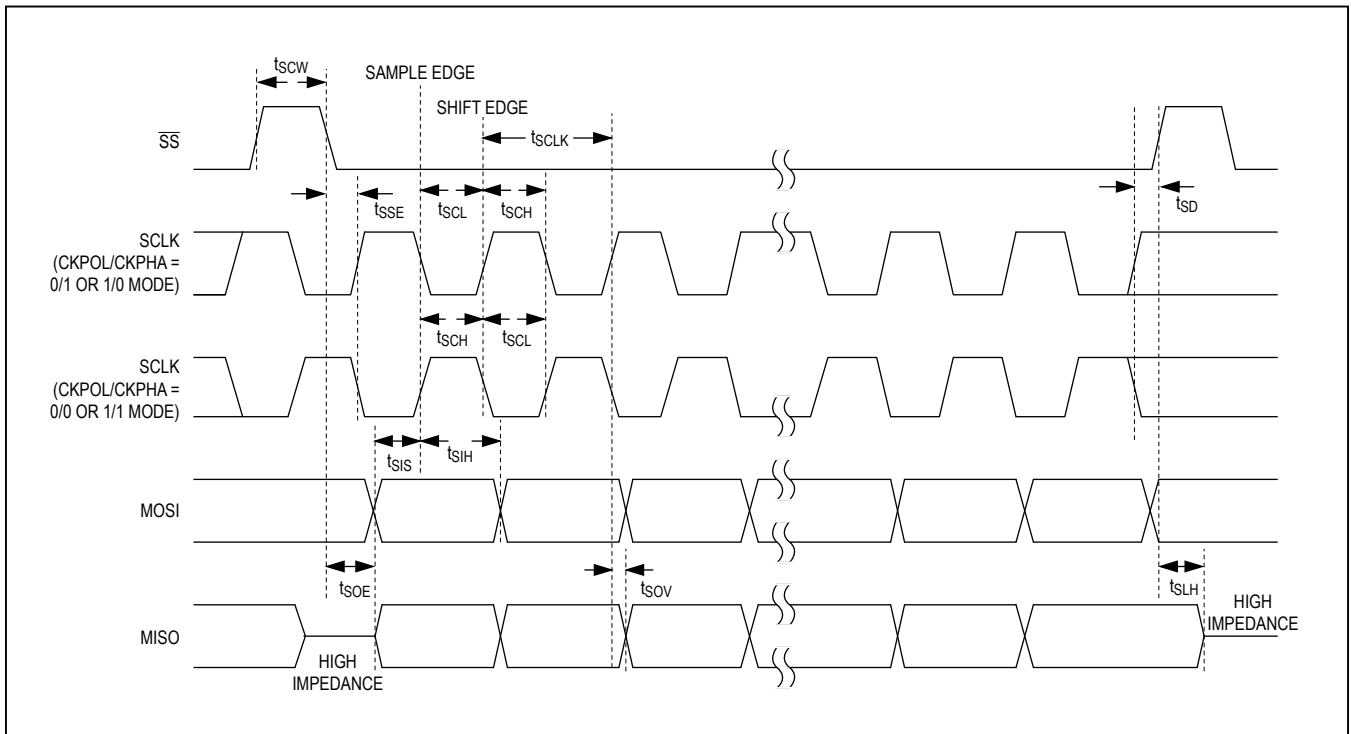 tSCW
SAMPLE EDGE
SHIFT EDGE
tSCLK
SS
tSSE
tSCL
tSCH
tSD
SCLK
(CKPOL/CKPHA =
0/1 OR 1/0 MODE)
tSCH
tSCL
SCLK
(CKPOL/CKPHA =
0/0 OR 1/1 MODE)
tSIS
tSIH
MOSI
tSOE
tSOV
tSLH
HIGH
IMPEDANCE
MISO
HIGH
IMPEDANCE